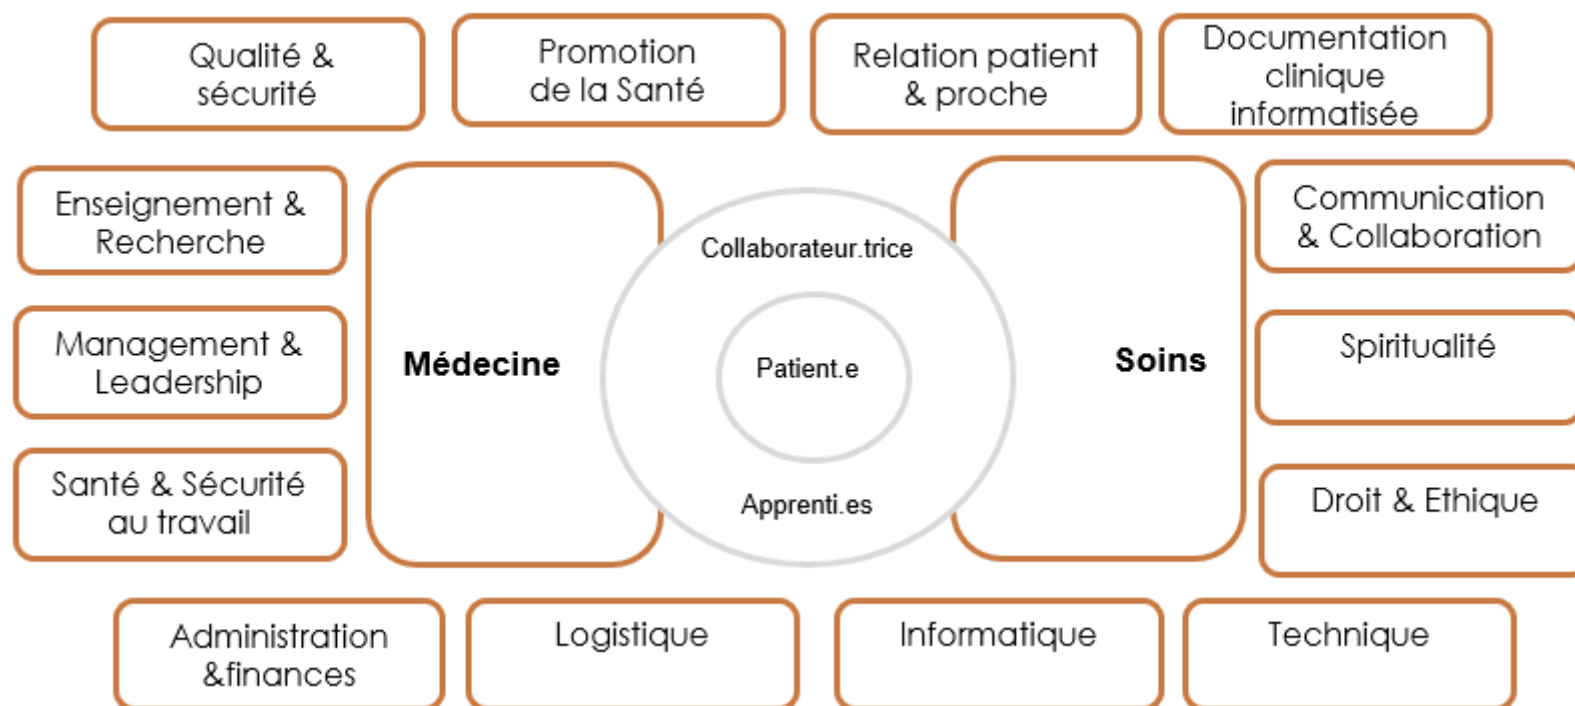 Qualité &
sécurité
Promotion
de la Santé
Relation patient
& proche
Documentation
clinique
informatisée
Enseignement &
Recherche
Management &
Leadership
Santé & Sécurité
au travail
Médecine
Collaborateur.trice
Patient.e
Apprenti.es
Soins
Communication
& Collaboration
Spiritualité
Droit & Ethique
Administration
&finances
Logistique
Informatique
Technique